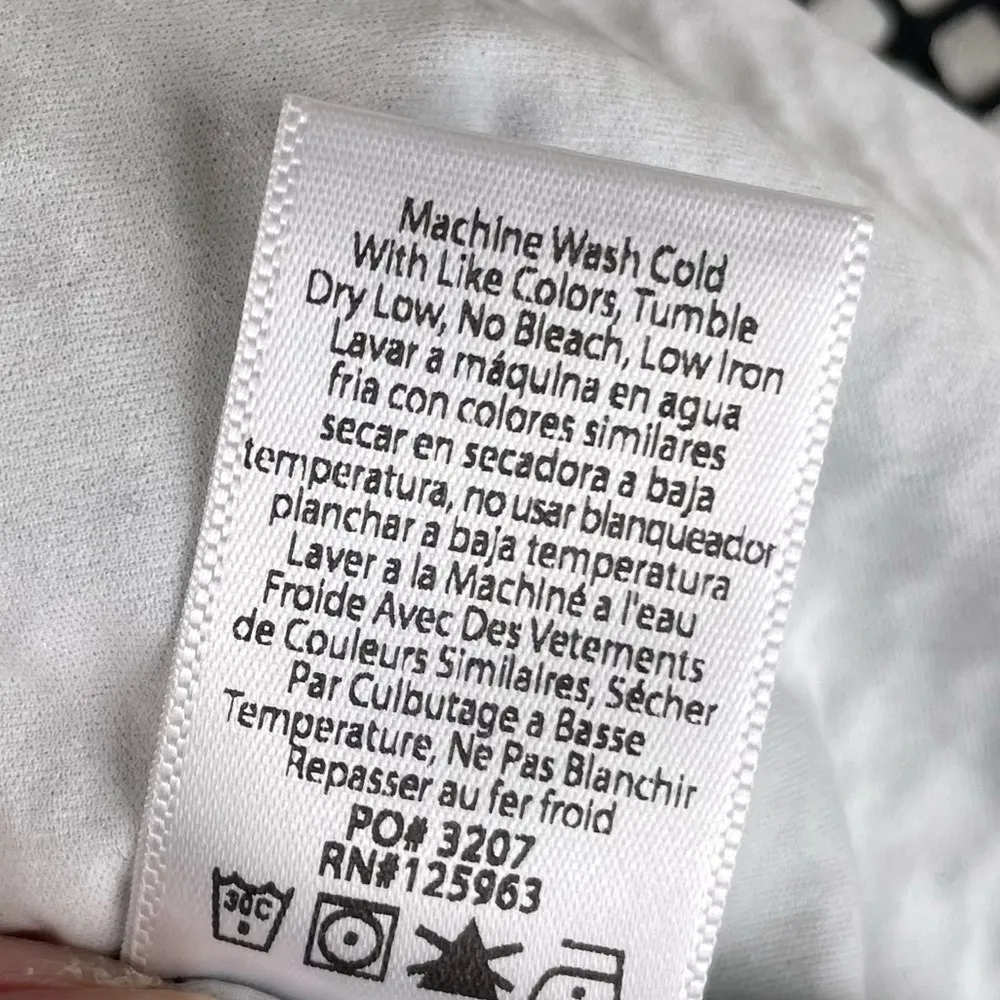 Machine Wash Cold
With Like Colors, Tumble
Dry Low, No Bleach, Low Iron
Lavar a máquina en agua
fria con colores similares
secar en secadora a baja
temperatura, no usar blanqueador
planchar a baja temperatura
Laver a la Machiné a l'eau
Froide Avec Des Vetements
de Couleurs Similaires, Sécher
Par Culbutage a Basse
Temperature, Ne Pas Blanchir
Repasser au fer froid
PO# 3207
RN#125963
30C